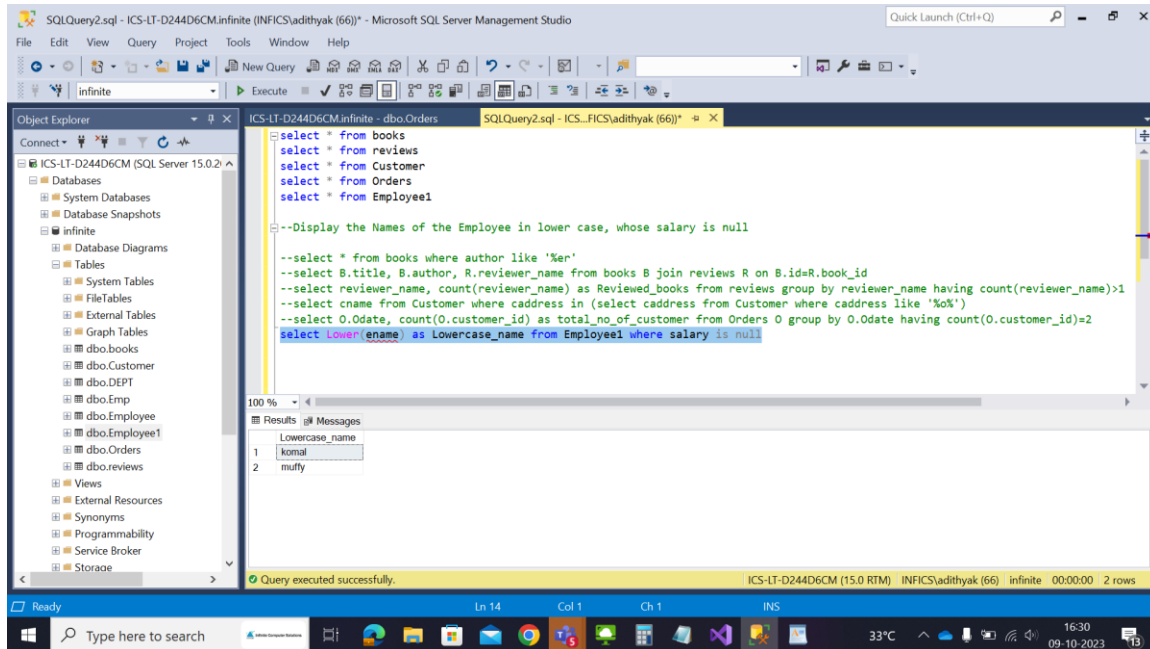 SQLQuery2.sql - ICS-LT-D244D6CM.infinite (INFICS\adithyak (66))* - Microsoft SQL Server Management Studio
Quick Launch (Ctrl+Q)
File Edit View Query Project Tools Window Help
New Query
infinite
Execute
Object Explorer
Connect
ICS-LT-D244D6CM (SQL Server 15.0.2
Databases
System Databases
Database Snapshots
infinite
Database Diagrams
Tables
System Tables
FileTables
External Tables
Graph Tables
dbo.books
dbo.Customer
dbo.DEPT
dbo.Emp
dbo.Employee
dbo.Employee1
dbo.Orders
dbo.reviews
Views
External Resources
Synonyms
Programmability
Service Broker
Storage
ICS-LT-D244D6CM.infinite - dbo.Orders
SQLQuery2.sql - ICS...FICS\adithyak (66))*
select * from books
select * from reviews
select * from Customer
select * from Orders
select * from Employee1
--Display the Names of the Employee in lower case, whose salary is null
--select * from books where author like '%er'
--select B.title, B.author, R.reviewer_name from books B join reviews R on B.id=R.book_id
--select reviewer_name, count(reviewer_name) as Reviewed_books from reviews group by reviewer_name having count(reviewer_name)>1
--select cname from Customer where caddress in (select caddress from Customer where caddress like '%o%')
--select O.Odate, count(O.customer_id) as total_no_of_customer from Orders O group by O.Odate having count(O.customer_id)=2
select Lower(ename) as Lowercase_name from Employee1 where salary is null
100 %
Results Messages
Lowercase_name
1 komal
2 muffy
Query executed successfully.
ICS-LT-D244D6CM (15.0 RTM) INFICS\adithyak (66) infinite 00:00:00 2 rows
Ready
Ln 14 Col 1 Ch 1 INS
Type here to search
33°C
16:30
09-10-2023
13